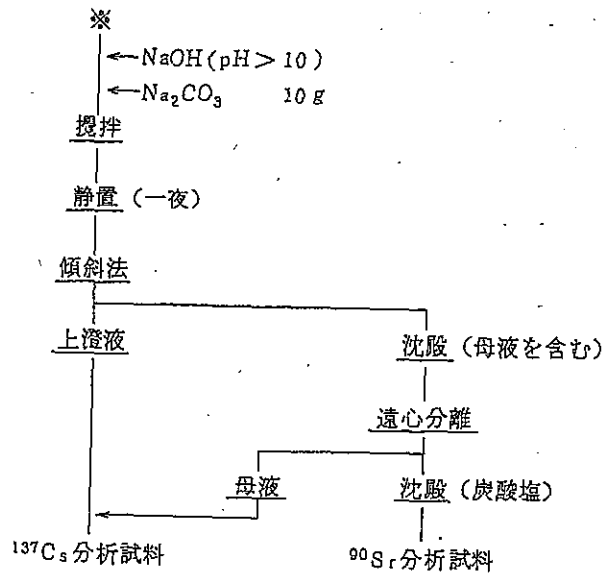 ※
NaOH(pH>10)
Na₂CO₃ 10g
攪拌
静置(一夜)
傾斜法
上澄液 沈殿(母液を含む)
遠心分離
母液 沈殿(炭酸塩)
¹³⁷Cs分析試料 ⁹⁰Sr分析試料